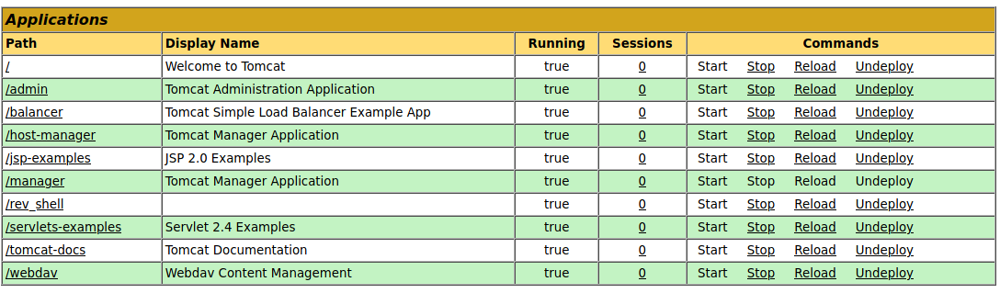 Applications
Path Display Name Running Sessions Commands
/ Welcome to Tomcat true 0 Start Stop Reload Undeploy
/admin Tomcat Administration Application true 0 Start Stop Reload Undeploy
/balancer Tomcat Simple Load Balancer Example App true 0 Start Stop Reload Undeploy
/host-manager Tomcat Manager Application true 0 Start Stop Reload Undeploy
/jsp-examples JSP 2.0 Examples true 0 Start Stop Reload Undeploy
/manager Tomcat Manager Application true 0 Start Stop Reload Undeploy
/rev_shell true 0 Start Stop Reload Undeploy
/servlets-examples Servlet 2.4 Examples true 0 Start Stop Reload Undeploy
/tomcat-docs Tomcat Documentation true 0 Start Stop Reload Undeploy
/webdav Webdav Content Management true 0 Start Stop Reload Undeploy